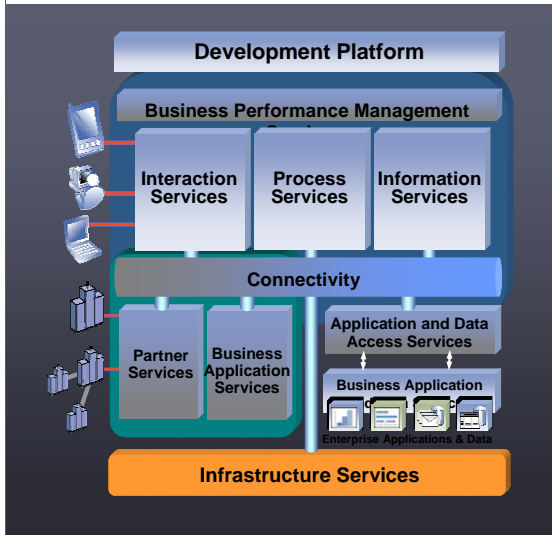 Development Platform
Business Performance Management
Interaction
Services
Process
Services
Information
Services
Connectivity
Partner
Services
Business
Application
Services
Application and Data
Access Services
Business Application
Enterprise Applications & Data
Infrastructure Services